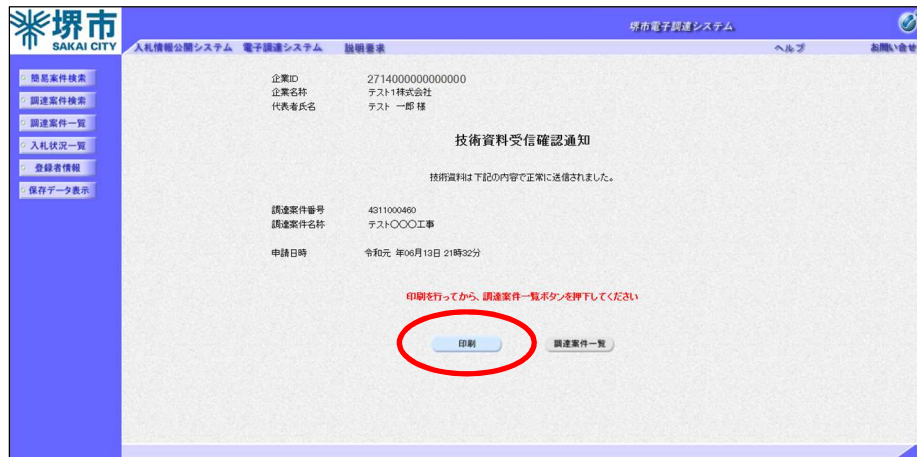 堺市
SAKAI CITY
堺市電子調達システム
入札情報公開システム 電子調達システム 説明要求 ヘルプ お問い合せ
簡易案件検索
調達案件検索
調達案件一覧
入札状況一覧
登録者情報
保存データ表示
企業ID 2714000000000000
企業名称 テスト1株式会社
代表者氏名 テスト 一郎 様
技術資料受信確認通知
技術資料は下記の内容で正常に送信されました。
調達案件番号 4311000460
調達案件名称 テスト〇〇〇工事
申請日時 令和元 年06月13日 21時32分
印刷を行ってから、調達案件一覧ボタンを押下してください
印刷 調達案件一覧